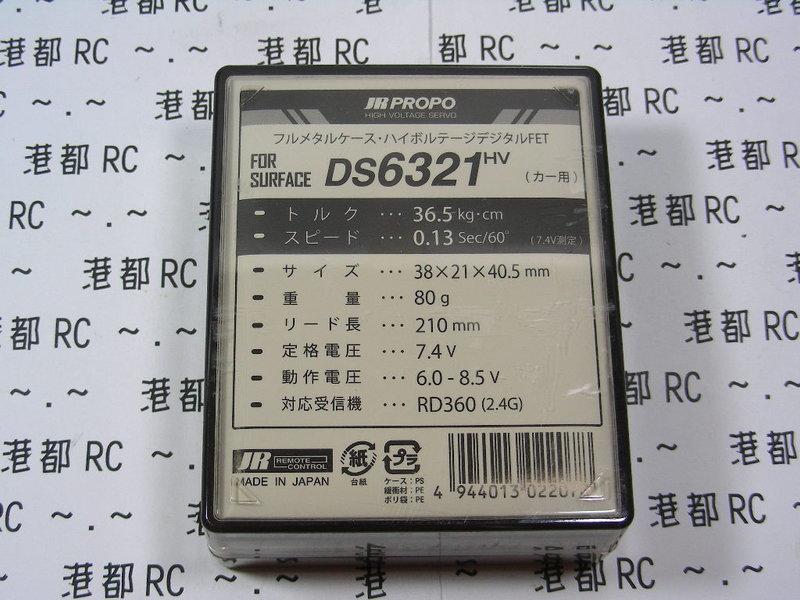 港都 RC ~.~ 港都 RC ~.~ 港都 RC ~.~
JR PROPO
HIGH VOLTAGE SERVO
フルメタルケース・ハイボルテージデジタルFET
FOR SURFACE DS6321HV (カー用)
トルク ··· 36.5 kg·cm
スピード ··· 0.13 Sec/60° (7.4V測定)
サイズ ··· 38×21×40.5 mm
重量 ··· 80 g
リード長 ··· 210 mm
定格電圧 ··· 7.4 V
動作電圧 ··· 6.0 - 8.5 V
対応受信機 ··· RD360 (2.4G)
JR REMOTE CONTROL
MADE IN JAPAN
紙
台紙
プラ
ケース:PS
緩衝材:PE
ポリ袋:PE
4 944013